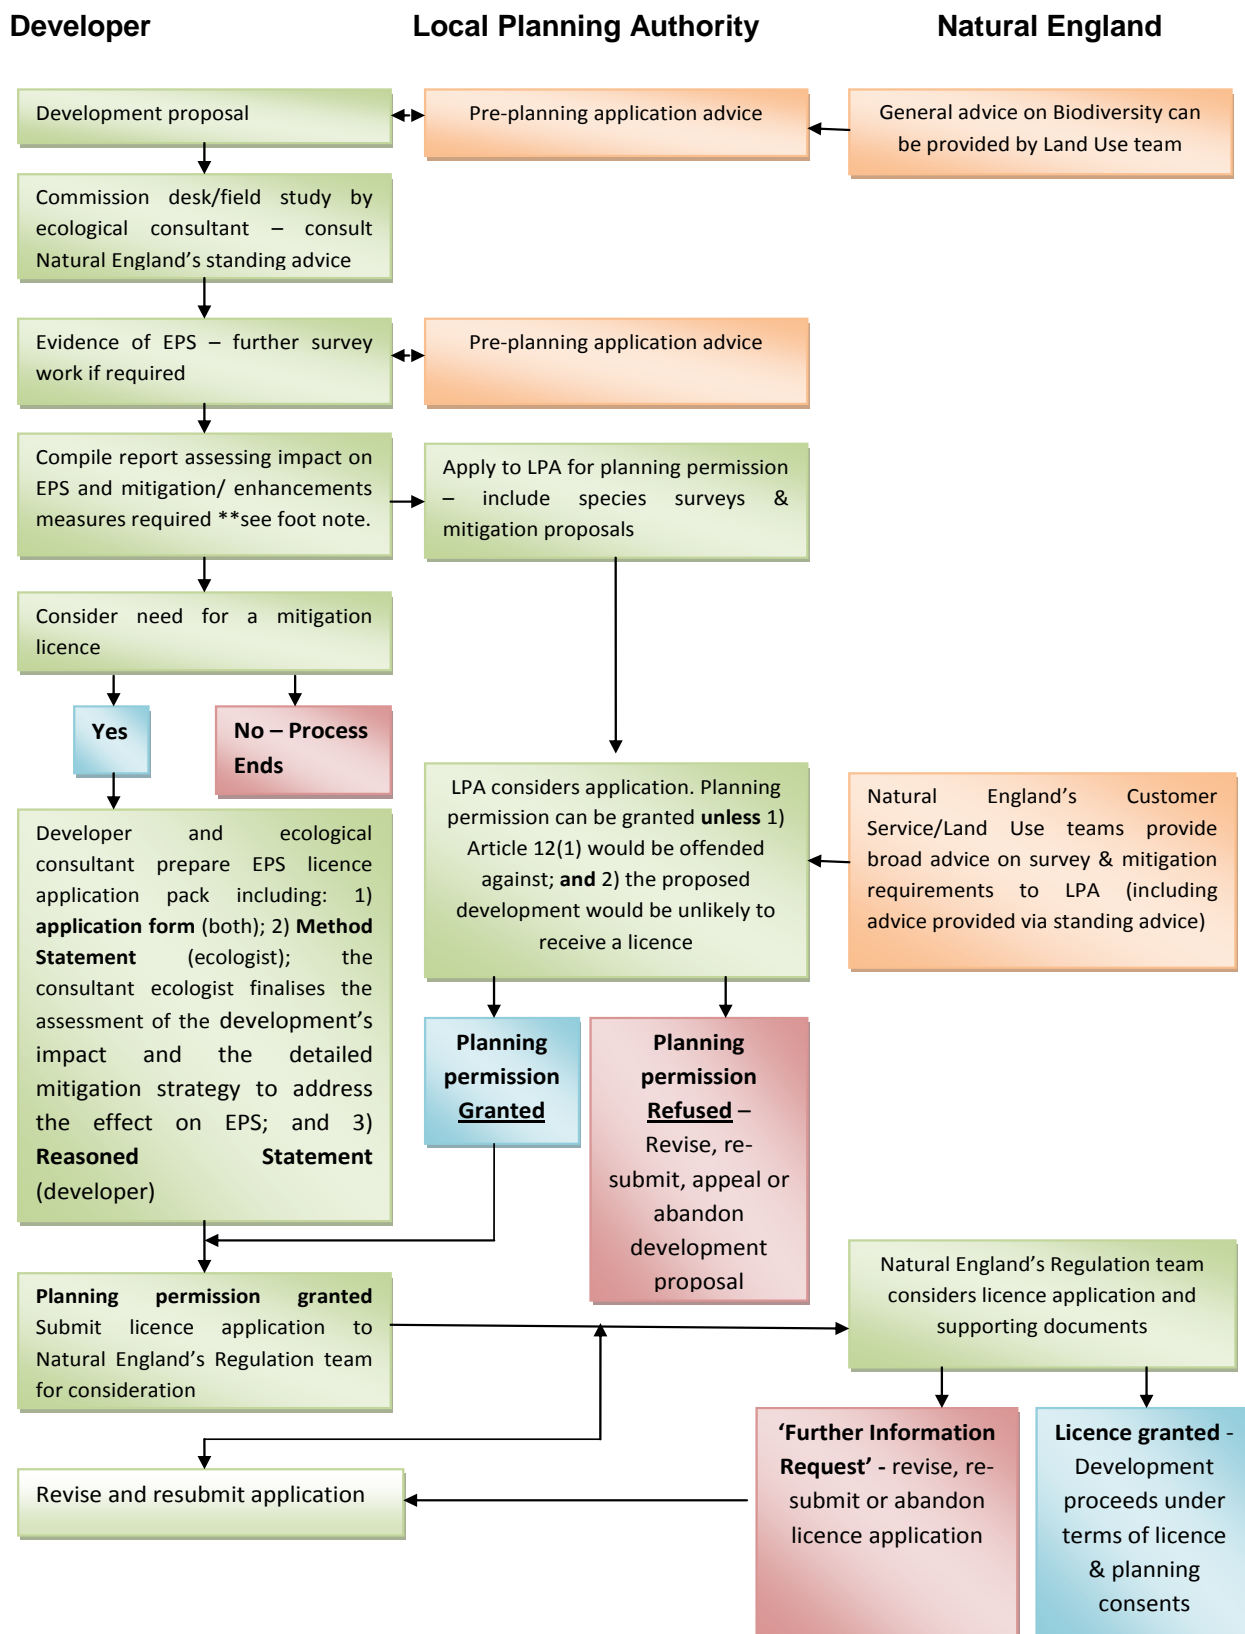 Developer
Local Planning Authority
Natural England
Development proposal
Pre-planning application advice
General advice on Biodiversity can
be provided by Land Use team
Commission desk/field study by
ecological consultant – consult
Natural England's standing advice
Evidence of EPS – further survey
work if required
Pre-planning application advice
Compile report assessing impact on
EPS and mitigation/ enhancements
measures required **see foot note.
Apply to LPA for planning permission
– include species surveys &
mitigation proposals
Consider need for a mitigation
licence
Yes
No – Process
Ends
LPA considers application. Planning
permission can be granted unless 1)
Article 12(1) would be offended
against; and 2) the proposed
development would be unlikely to
receive a licence
Natural England's Customer
Service/Land Use teams provide
broad advice on survey & mitigation
requirements to LPA (including
advice provided via standing advice)
Developer and ecological
consultant prepare EPS licence
application pack including: 1)
application form (both); 2) Method
Statement (ecologist); the
consultant ecologist finalises the
assessment of the development's
impact and the detailed
mitigation strategy to address
the effect on EPS; and 3)
Reasoned Statement
(developer)
Planning
permission
Granted
Planning
permission
Refused –
Revise, re-
submit, appeal or
abandon
development
proposal
Planning permission granted
Submit licence application to
Natural England's Regulation team
for consideration
Natural England's Regulation team
considers licence application and
supporting documents
Revise and resubmit application
'Further Information
Request' - revise, re-
submit or abandon
licence application
Licence granted -
Development
proceeds under
terms of licence
& planning
consents